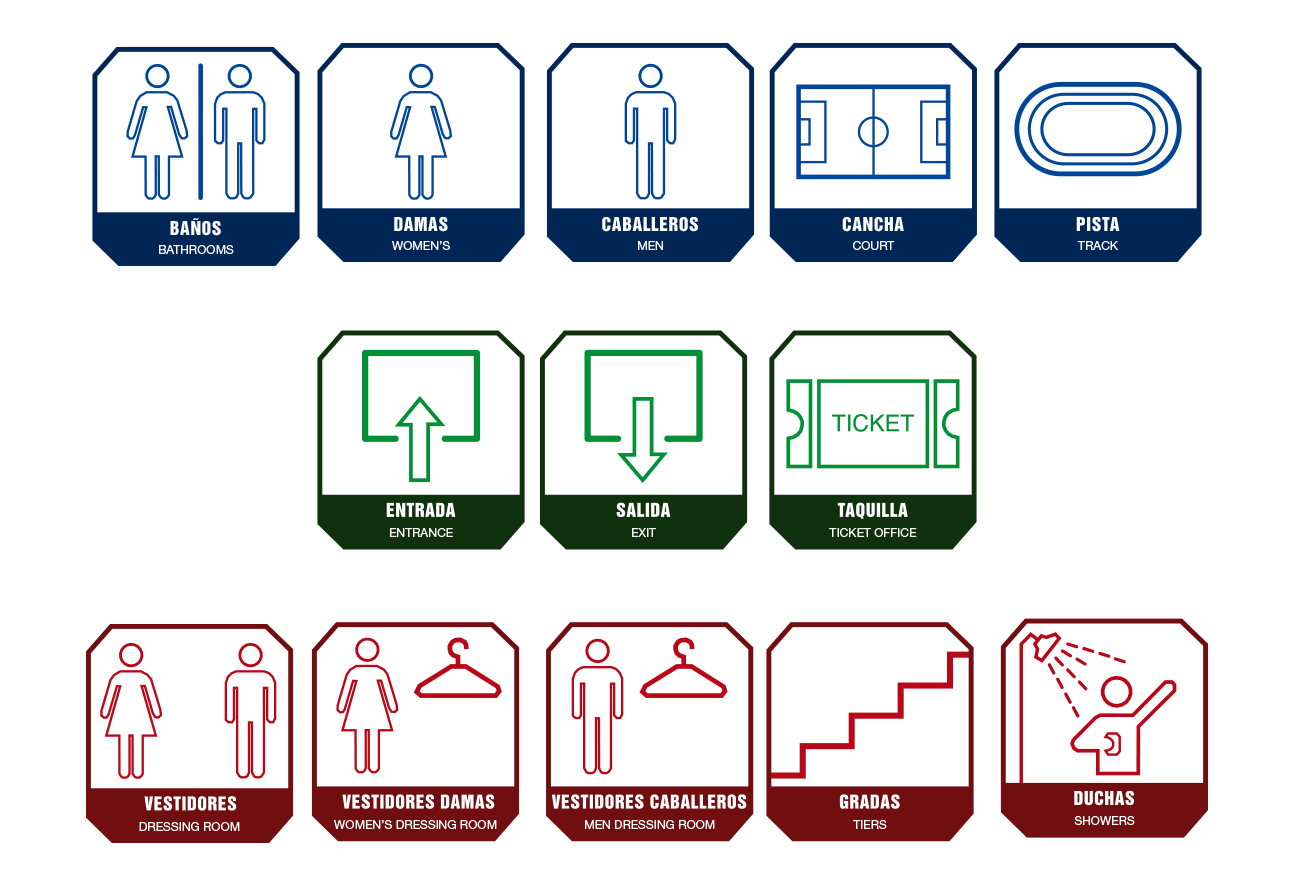 BAÑOS
BATHROOMS
DAMAS
WOMEN'S
CABALLEROS
MEN
CANCHA
COURT
PISTA
TRACK
ENTRADA
ENTRANCE
SALIDA
EXIT
TICKET
TAQUILLA
TICKET OFFICE
VESTIDORES
DRESSING ROOM
VESTIDORES DAMAS
WOMEN'S DRESSING ROOM
VESTIDORES CABALLEROS
MEN DRESSING ROOM
GRADAS
TIERS
DUCHAS
SHOWERS